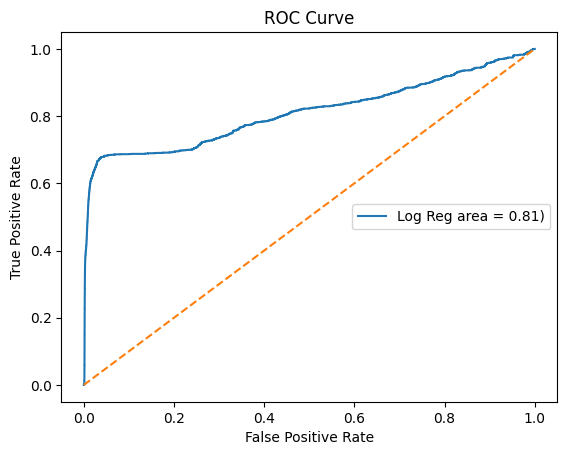 ROC Curve
1.0
0.8
0.6
0.4
0.2
0.0
True Positive Rate
Log Reg area = 0.81)
0.0 0.2 0.4 0.6 0.8 1.0
False Positive Rate